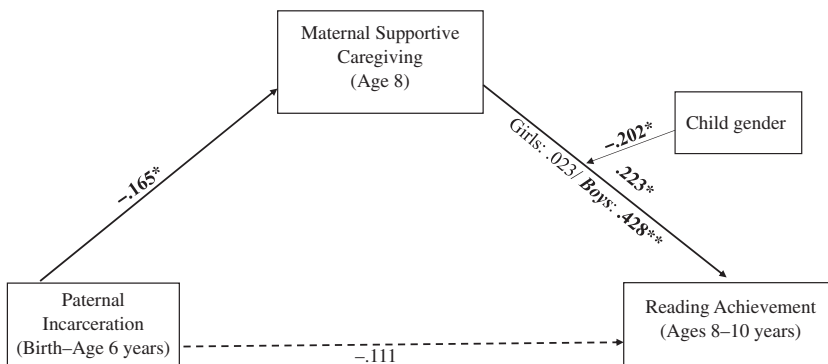 Maternal Supportive
Caregiving
(Age 8)
Child gender
–.202*
Girls: .023/ Boys: .428**
.223*
–.165*
Paternal
Incarceration
(Birth–Age 6 years)
Reading Achievement
(Ages 8–10 years)
–.111